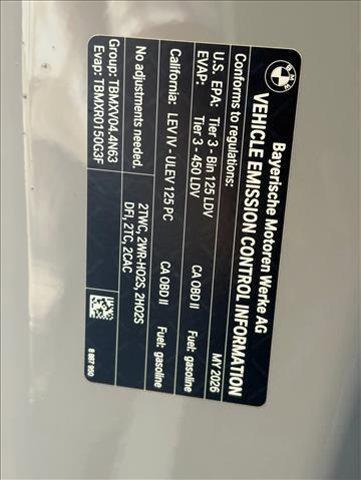 BMW
Bayerische Motoren Werke AG
VEHICLE EMISSION CONTROL INFORMATION
Conforms to regulations: MY 2026
U.S. EPA: Tier 3 - Bin 125 LDV CA OBD II Fuel: gasoline
EVAP: Tier 3 - 450 LDV
California: LEV IV - ULEV 125 PC CA OBD II Fuel: gasoline
No adjustments needed. 2TWC, 2WR-HO2S, 2HO2S
DFI, 2TC, 2CAC
Group: TBMXV04.4N63
Evap: TBMXR0150G3F
8 887 950